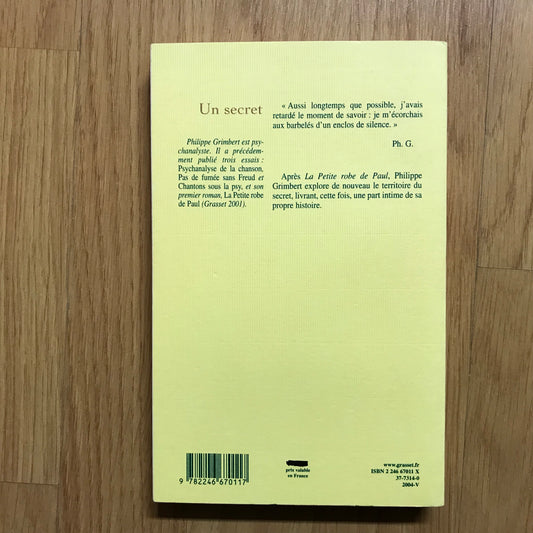 Un secret
Philippe Grimbert est psy-
chanalyste. Il a précédem-
ment publié trois essais :
Psychanalyse de la chanson,
Pas de fumée sans Freud et
Chantons sous la psy, et son
premier roman, La Petite robe
de Paul (Grasset 2001).
« Aussi longtemps que possible, j'avais
retardé le moment de savoir : je m'écorchais
aux barbelés d'un enclos de silence. »
Ph. G.
Après La Petite robe de Paul, Philippe
Grimbert explore de nouveau le territoire du
secret, livrant, cette fois, une part intime de sa
propre histoire.
9 782246 670117
prix valable
en France
www.grasset.fr
ISBN 2 246 67011 X
37-7314-0
2004-V